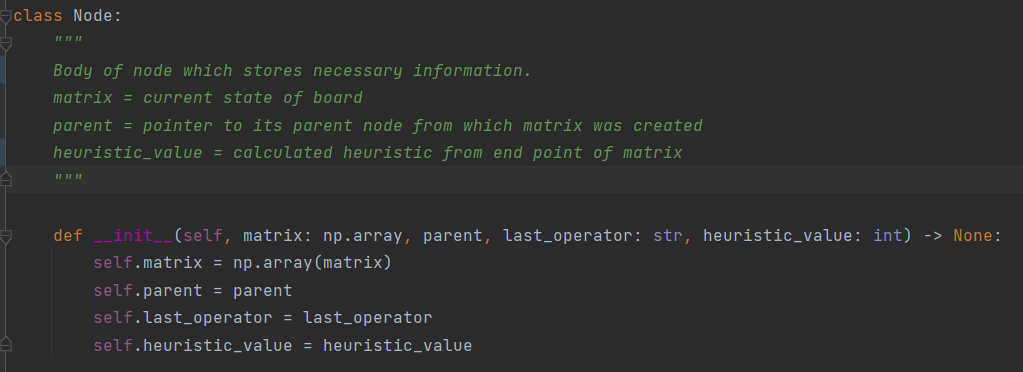 class Node:
    """
    Body of node which stores necessary information.
    matrix = current state of board
    parent = pointer to its parent node from which matrix was created
    heuristic_value = calculated heuristic from end point of matrix
    """

    def __init__(self, matrix: np.array, parent, last_operator: str, heuristic_value: int) -> None:
        self.matrix = np.array(matrix)
        self.parent = parent
        self.last_operator = last_operator
        self.heuristic_value = heuristic_value